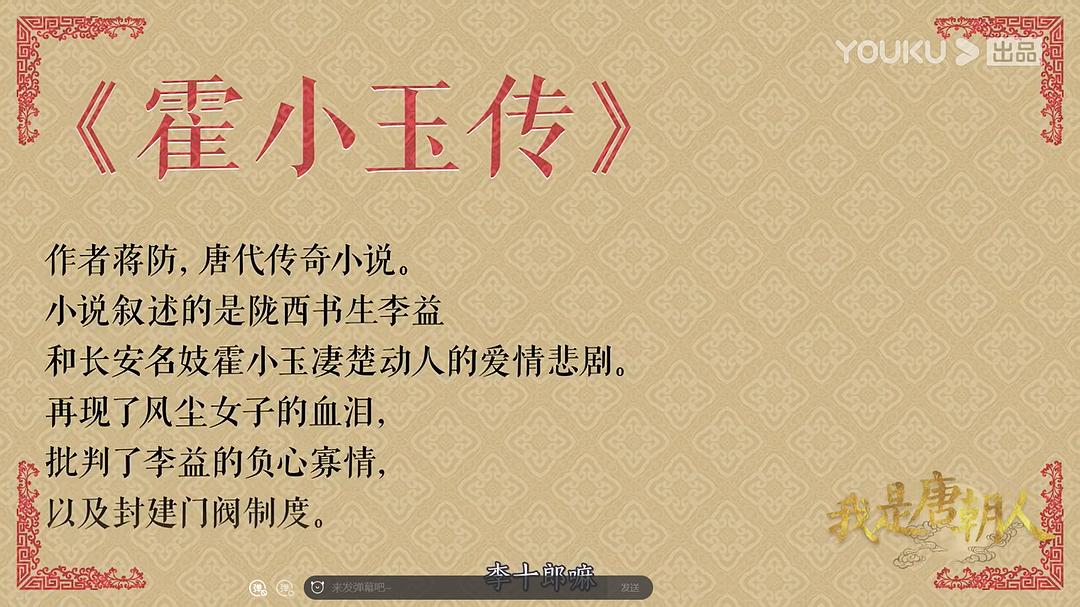 YOUKU 出品
《霍小玉传》
作者蒋防，唐代传奇小说。
小说叙述的是陇西书生李益
和长安名妓霍小玉凄楚动人的爱情悲剧。
再现了风尘女子的血泪，
批判了李益的负心寡情，
以及封建门阀制度。
我是唐朝人
李十郎嘛
弹
弹
来发弹幕吧~
发送